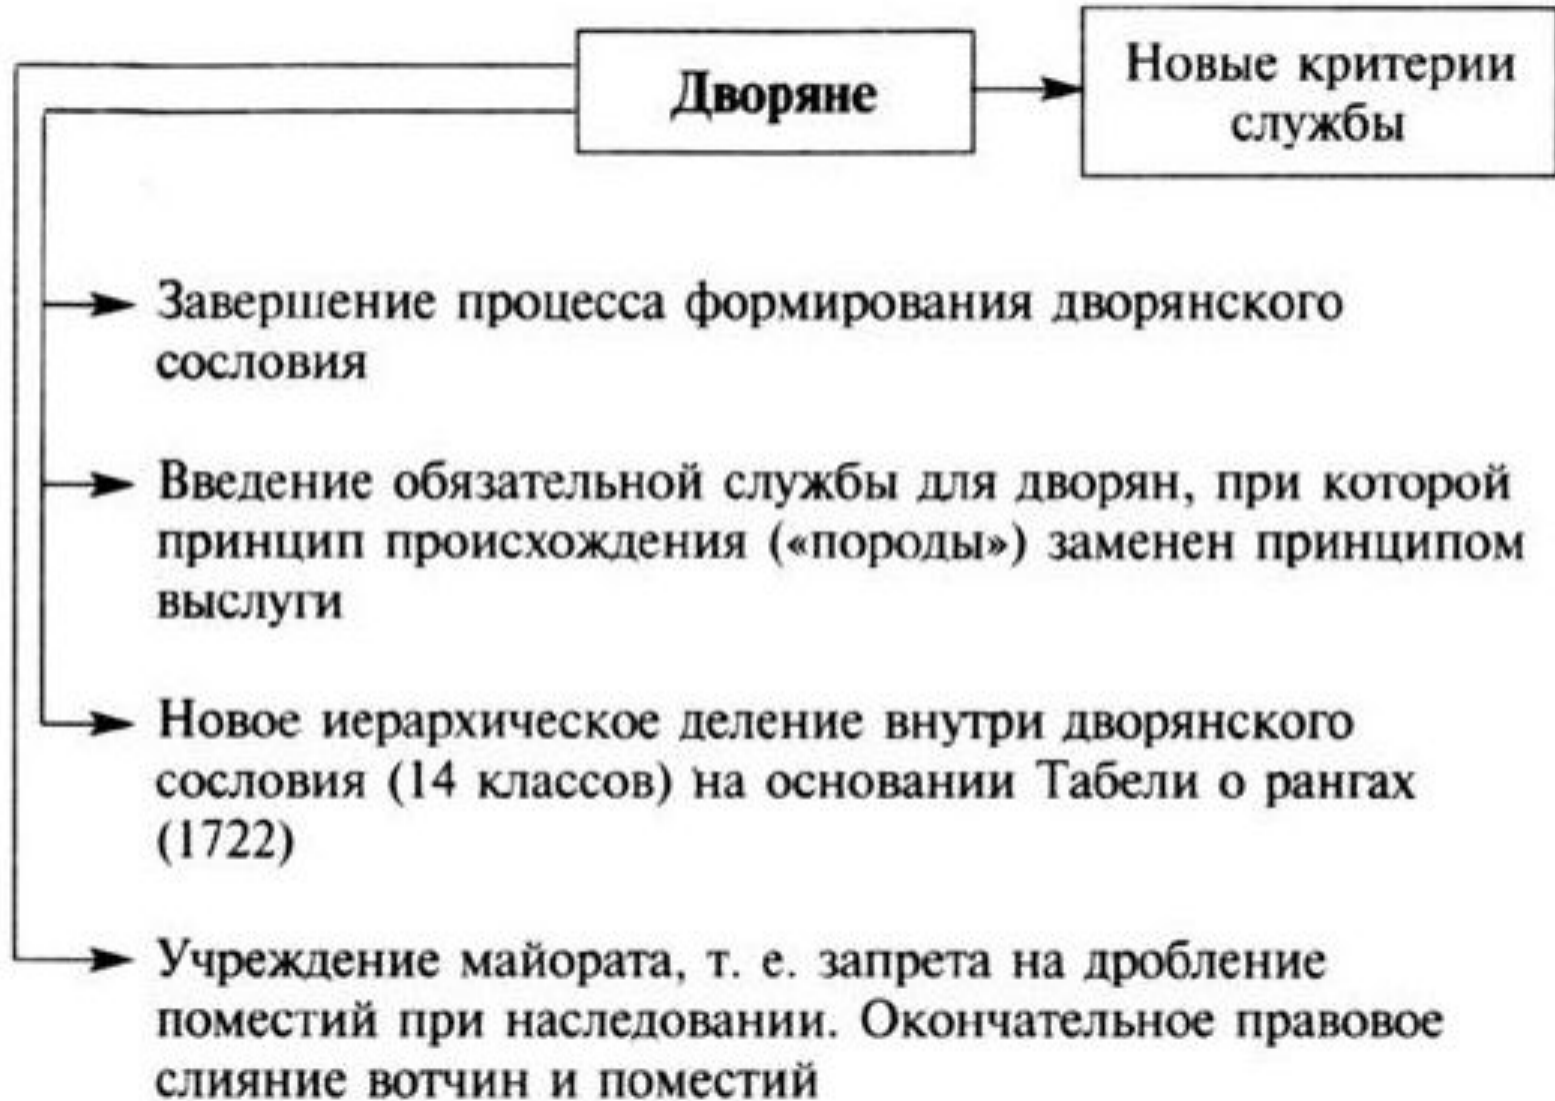 Дворяне
Новые критерии
службы
Завершение процесса формирования дворянского
сословия
Введение обязательной службы для дворян, при которой
принцип происхождения («породы») заменен принципом
выслуги
Новое иерархическое деление внутри дворянского
сословия (14 классов) на основании Табели о рангах
(1722)
Учреждение майората, т. е. запрета на дробление
поместий при наследовании. Окончательное правовое
слияние вотчин и поместий